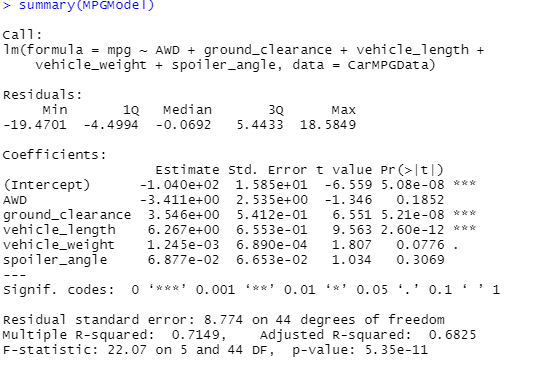 > summary(MPGModel)
Call:
lm(formula = mpg ~ AWD + ground_clearance + vehicle_length +
    vehicle_weight + spoiler_angle, data = CarMPGData)
Residuals:
     Min       1Q   Median       3Q      Max
-19.4701  -4.4994  -0.0692   5.4433  18.5849
Coefficients:
                   Estimate Std. Error t value Pr(>|t|)
(Intercept)      -1.040e+02  1.585e+01  -6.559 5.08e-08 ***
AWD              -3.411e+00  2.535e+00  -1.346   0.1852
ground_clearance  3.546e+00  5.412e-01   6.551 5.21e-08 ***
vehicle_length    6.267e+00  6.553e-01   9.563 2.60e-12 ***
vehicle_weight    1.245e-03  6.890e-04   1.807   0.0776 .
spoiler_angle     6.877e-02  6.653e-02   1.034   0.3069
---
Signif. codes:  0 ‘***’ 0.001 ‘**’ 0.01 ‘*’ 0.05 ‘.’ 0.1 ‘ ’ 1
Residual standard error: 8.774 on 44 degrees of freedom
Multiple R-squared:  0.7149,	Adjusted R-squared:  0.6825
F-statistic: 22.07 on 5 and 44 DF,  p-value: 5.35e-11